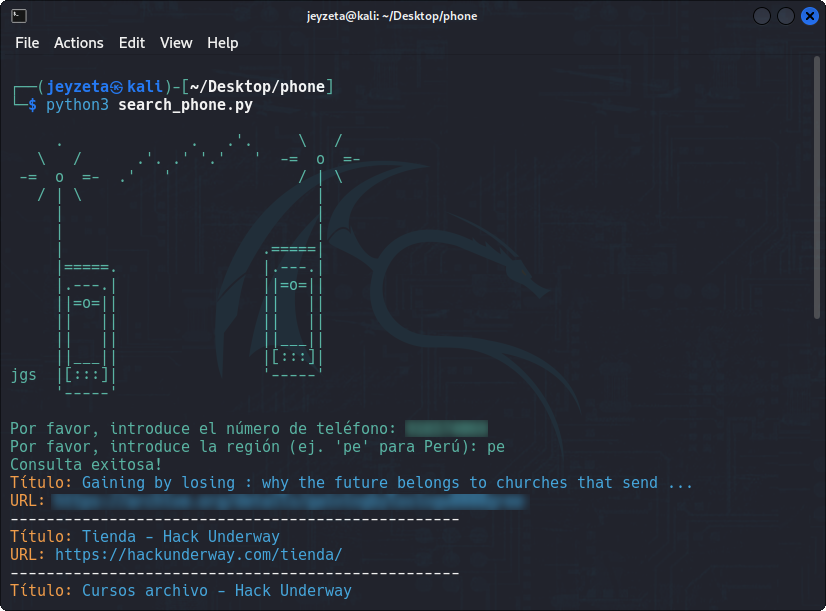 jeyzeta@kali: ~/Desktop/phone
File Actions Edit View Help
┌──(jeyzeta㉿kali)-[~/Desktop/phone]
└─$ python3 search_phone.py
jgs
Por favor, introduce el número de teléfono:
Por favor, introduce la región (ej. 'pe' para Perú): pe
Consulta exitosa!
Título: Gaining by losing : why the future belongs to churches that send ...
URL:
--------------------------------------------------
Título: Tienda - Hack Underway
URL: https://hackunderway.com/tienda/
--------------------------------------------------
Título: Cursos archivo - Hack Underway